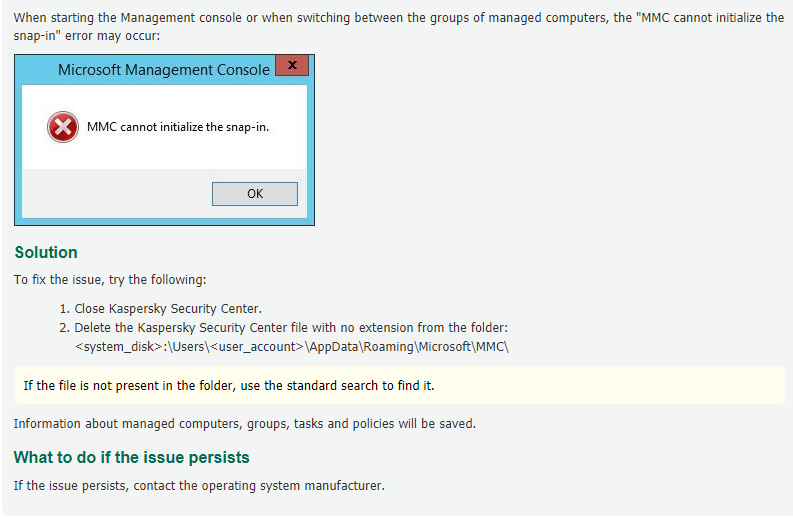 When starting the Management console or when switching between the groups of managed computers, the "MMC cannot initialize the
snap-in" error may occur:
Microsoft Management Console
x
MMC cannot initialize the snap-in.
OK
Solution
To fix the issue, try the following:
1. Close Kaspersky Security Center.
2. Delete the Kaspersky Security Center file with no extension from the folder:
<system_disk>:\Users\<user_account>\AppData\Roaming\Microsoft\MMC\
If the file is not present in the folder, use the standard search to find it.
Information about managed computers, groups, tasks and policies will be saved.
What to do if the issue persists
If the issue persists, contact the operating system manufacturer.